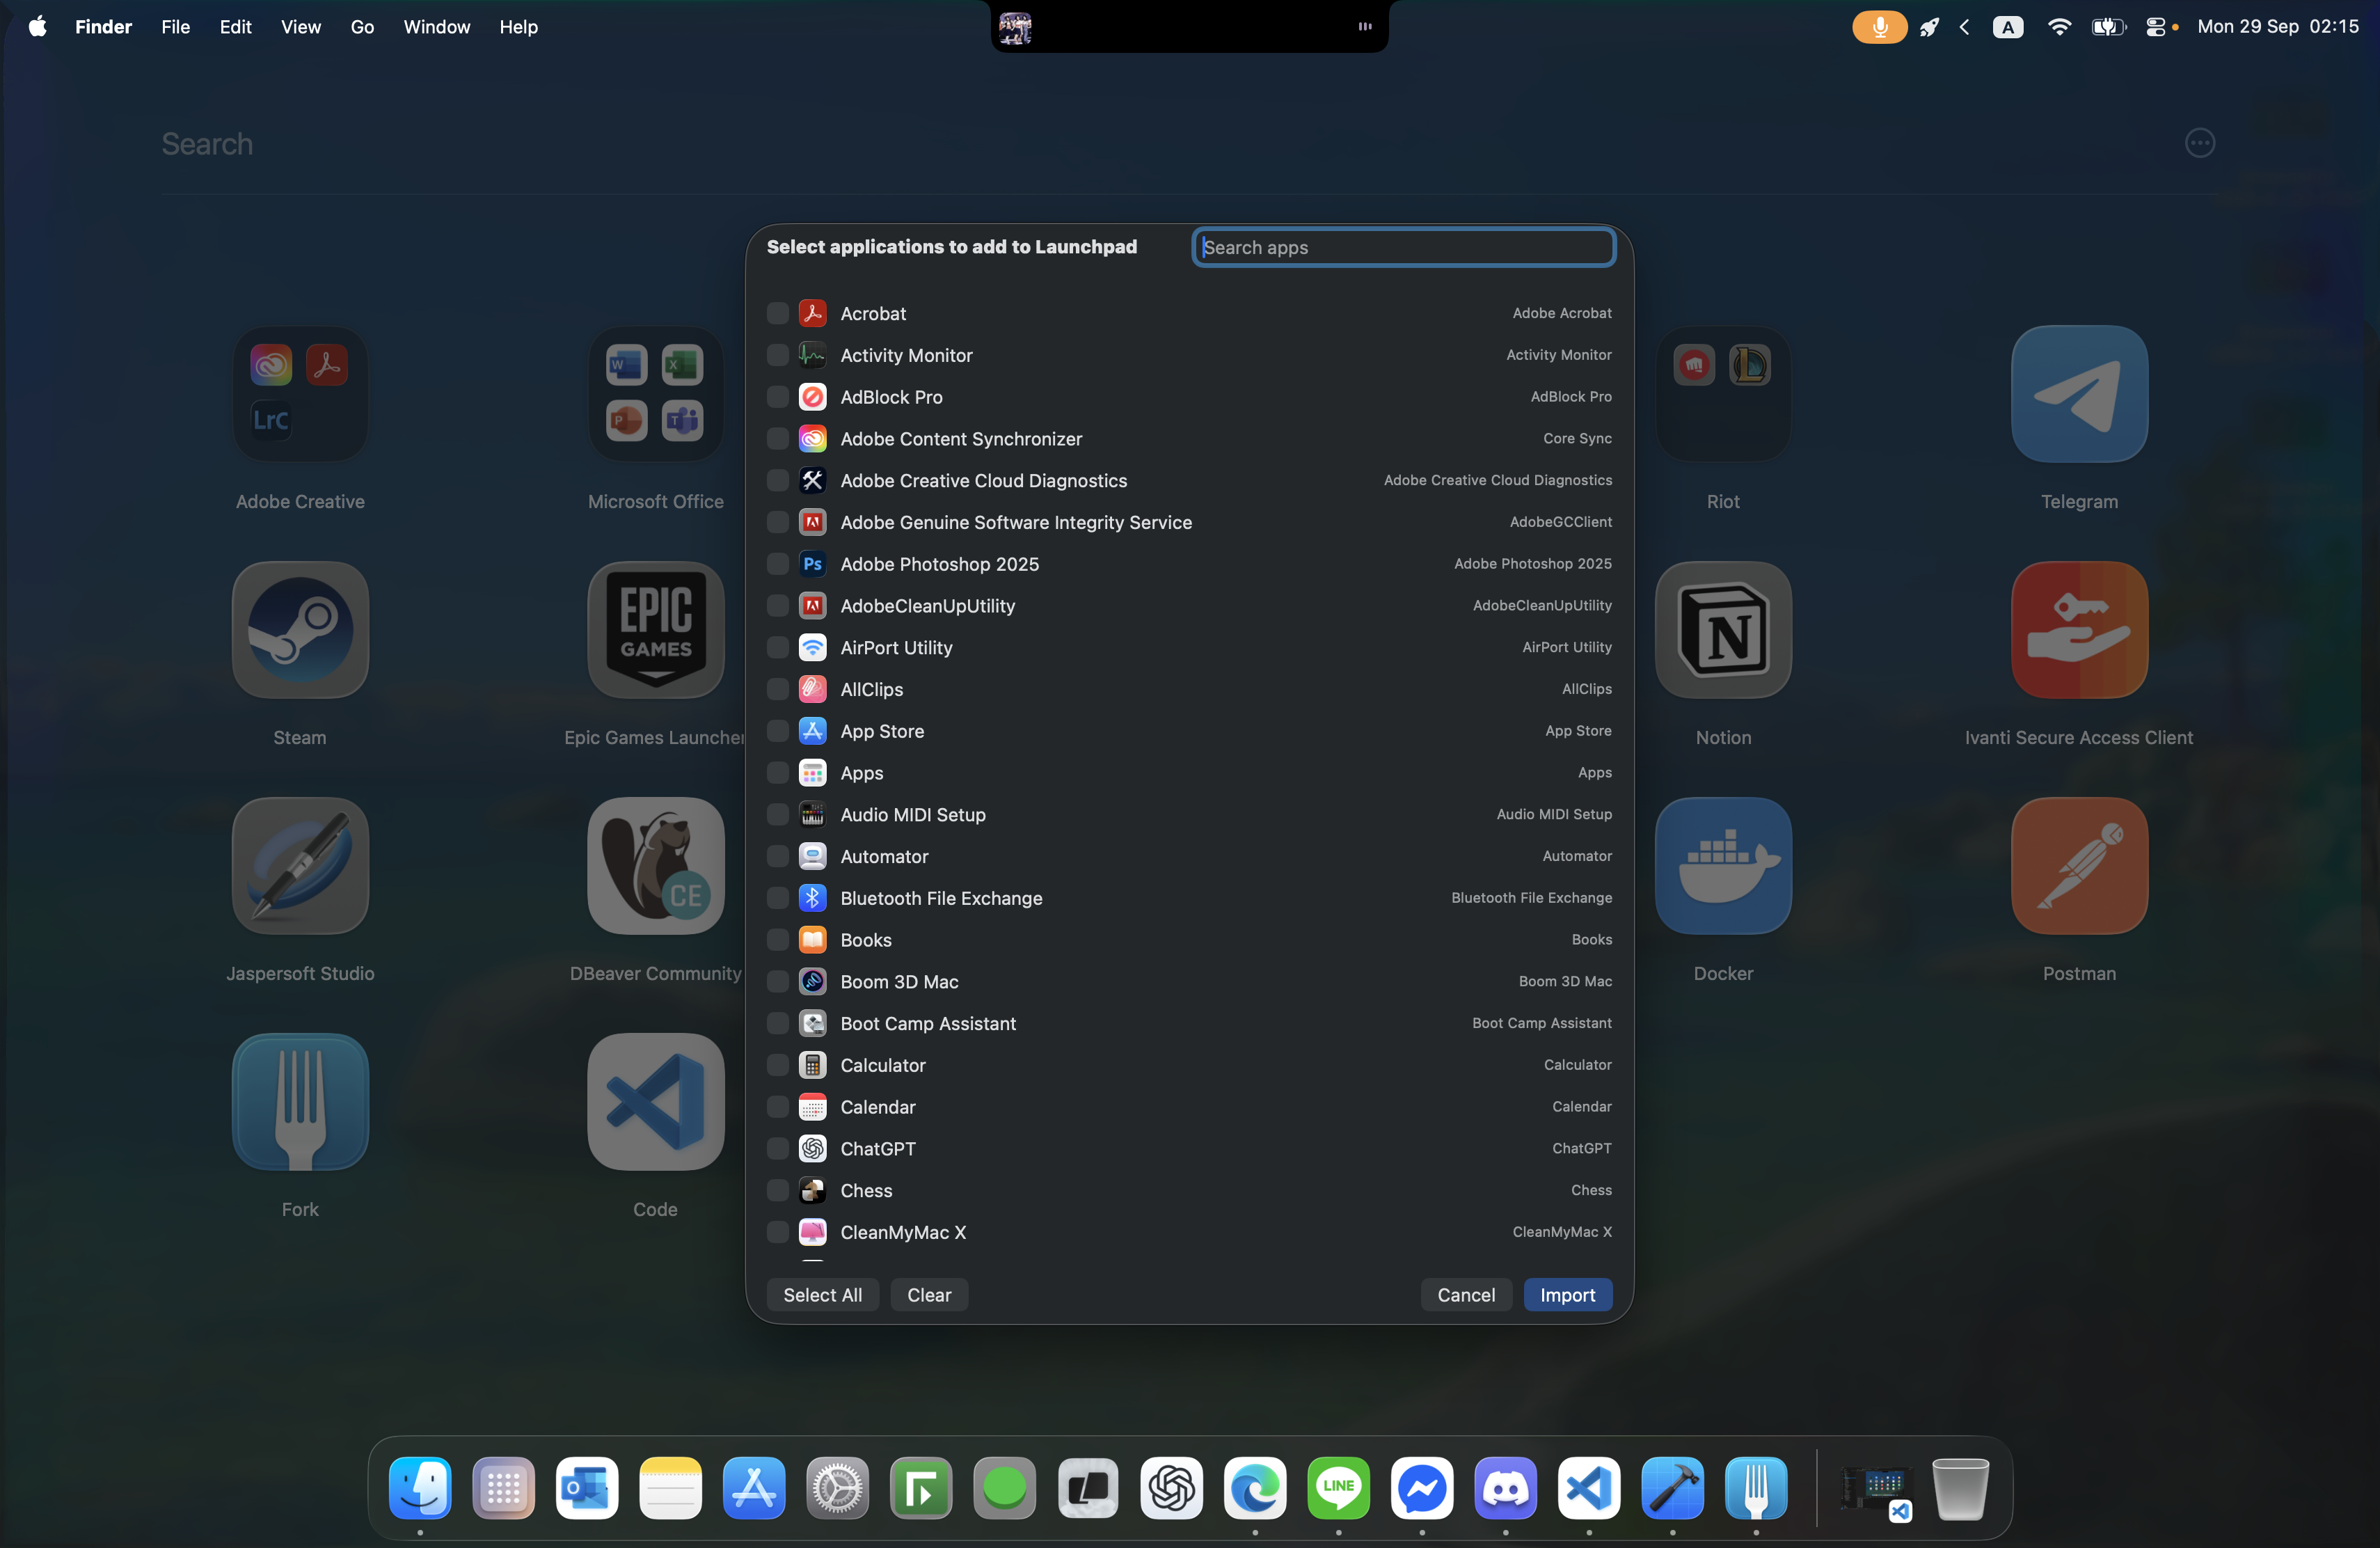 Finder File Edit View Go Window Help
A
Mon 29 Sep 02:15
Search
Select applications to add to Launchpad
Search apps
Acrobat Adobe Acrobat
Activity Monitor Activity Monitor
AdBlock Pro AdBlock Pro
Adobe Content Synchronizer Core Sync
Adobe Creative Cloud Diagnostics Adobe Creative Cloud Diagnostics
Adobe Genuine Software Integrity Service AdobeGCClient
Ps Adobe Photoshop 2025 Adobe Photoshop 2025
AdobeCleanUpUtility AdobeCleanUpUtility
AirPort Utility AirPort Utility
AllClips AllClips
App Store App Store
Apps Apps
Audio MIDI Setup Audio MIDI Setup
Automator Automator
Bluetooth File Exchange Bluetooth File Exchange
Books Books
Boom 3D Mac Boom 3D Mac
Boot Camp Assistant Boot Camp Assistant
Calculator Calculator
Calendar Calendar
ChatGPT ChatGPT
Chess Chess
CleanMyMac X CleanMyMac X
Select All Clear Cancel Import
LrC
W X
P T
Adobe Creative Microsoft Office Riot Telegram
EPIC
GAMES
N
Steam Epic Games Launcher Notion Ivanti Secure Access Client
CE
Jaspersoft Studio DBeaver Community Docker Postman
Fork Code
O
LINE